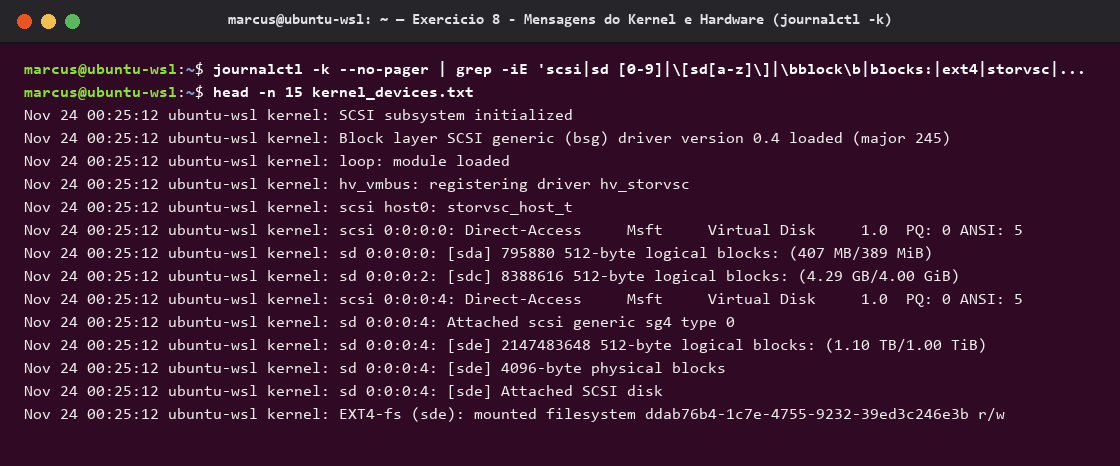 marcus@ubuntu-wsl: ~ — Exercicio 8 - Mensagens do Kernel e Hardware (journalctl -k)
marcus@ubuntu-wsl:~$ journalctl -k --no-pager | grep -iE 'scsi|sd [0-9]|\[sd[a-z]\]|\bblock\b|blocks:|ext4|storvsc|...
marcus@ubuntu-wsl:~$ head -n 15 kernel_devices.txt
Nov 24 00:25:12 ubuntu-wsl kernel: SCSI subsystem initialized
Nov 24 00:25:12 ubuntu-wsl kernel: Block layer SCSI generic (bsg) driver version 0.4 loaded (major 245)
Nov 24 00:25:12 ubuntu-wsl kernel: loop: module loaded
Nov 24 00:25:12 ubuntu-wsl kernel: hv_vmbus: registering driver hv_storvsc
Nov 24 00:25:12 ubuntu-wsl kernel: scsi host0: storvsc_host_t
Nov 24 00:25:12 ubuntu-wsl kernel: scsi 0:0:0:0: Direct-Access     Msft     Virtual Disk     1.0  PQ: 0 ANSI: 5
Nov 24 00:25:12 ubuntu-wsl kernel: sd 0:0:0:0: [sda] 795880 512-byte logical blocks: (407 MB/389 MiB)
Nov 24 00:25:12 ubuntu-wsl kernel: sd 0:0:0:2: [sdc] 8388616 512-byte logical blocks: (4.29 GB/4.00 GiB)
Nov 24 00:25:12 ubuntu-wsl kernel: scsi 0:0:0:4: Direct-Access     Msft     Virtual Disk     1.0  PQ: 0 ANSI: 5
Nov 24 00:25:12 ubuntu-wsl kernel: sd 0:0:0:4: Attached scsi generic sg4 type 0
Nov 24 00:25:12 ubuntu-wsl kernel: sd 0:0:0:4: [sde] 2147483648 512-byte logical blocks: (1.10 TB/1.00 TiB)
Nov 24 00:25:12 ubuntu-wsl kernel: sd 0:0:0:4: [sde] 4096-byte physical blocks
Nov 24 00:25:12 ubuntu-wsl kernel: sd 0:0:0:4: [sde] Attached SCSI disk
Nov 24 00:25:12 ubuntu-wsl kernel: EXT4-fs (sde): mounted filesystem ddab76b4-1c7e-4755-9232-39ed3c246e3b r/w